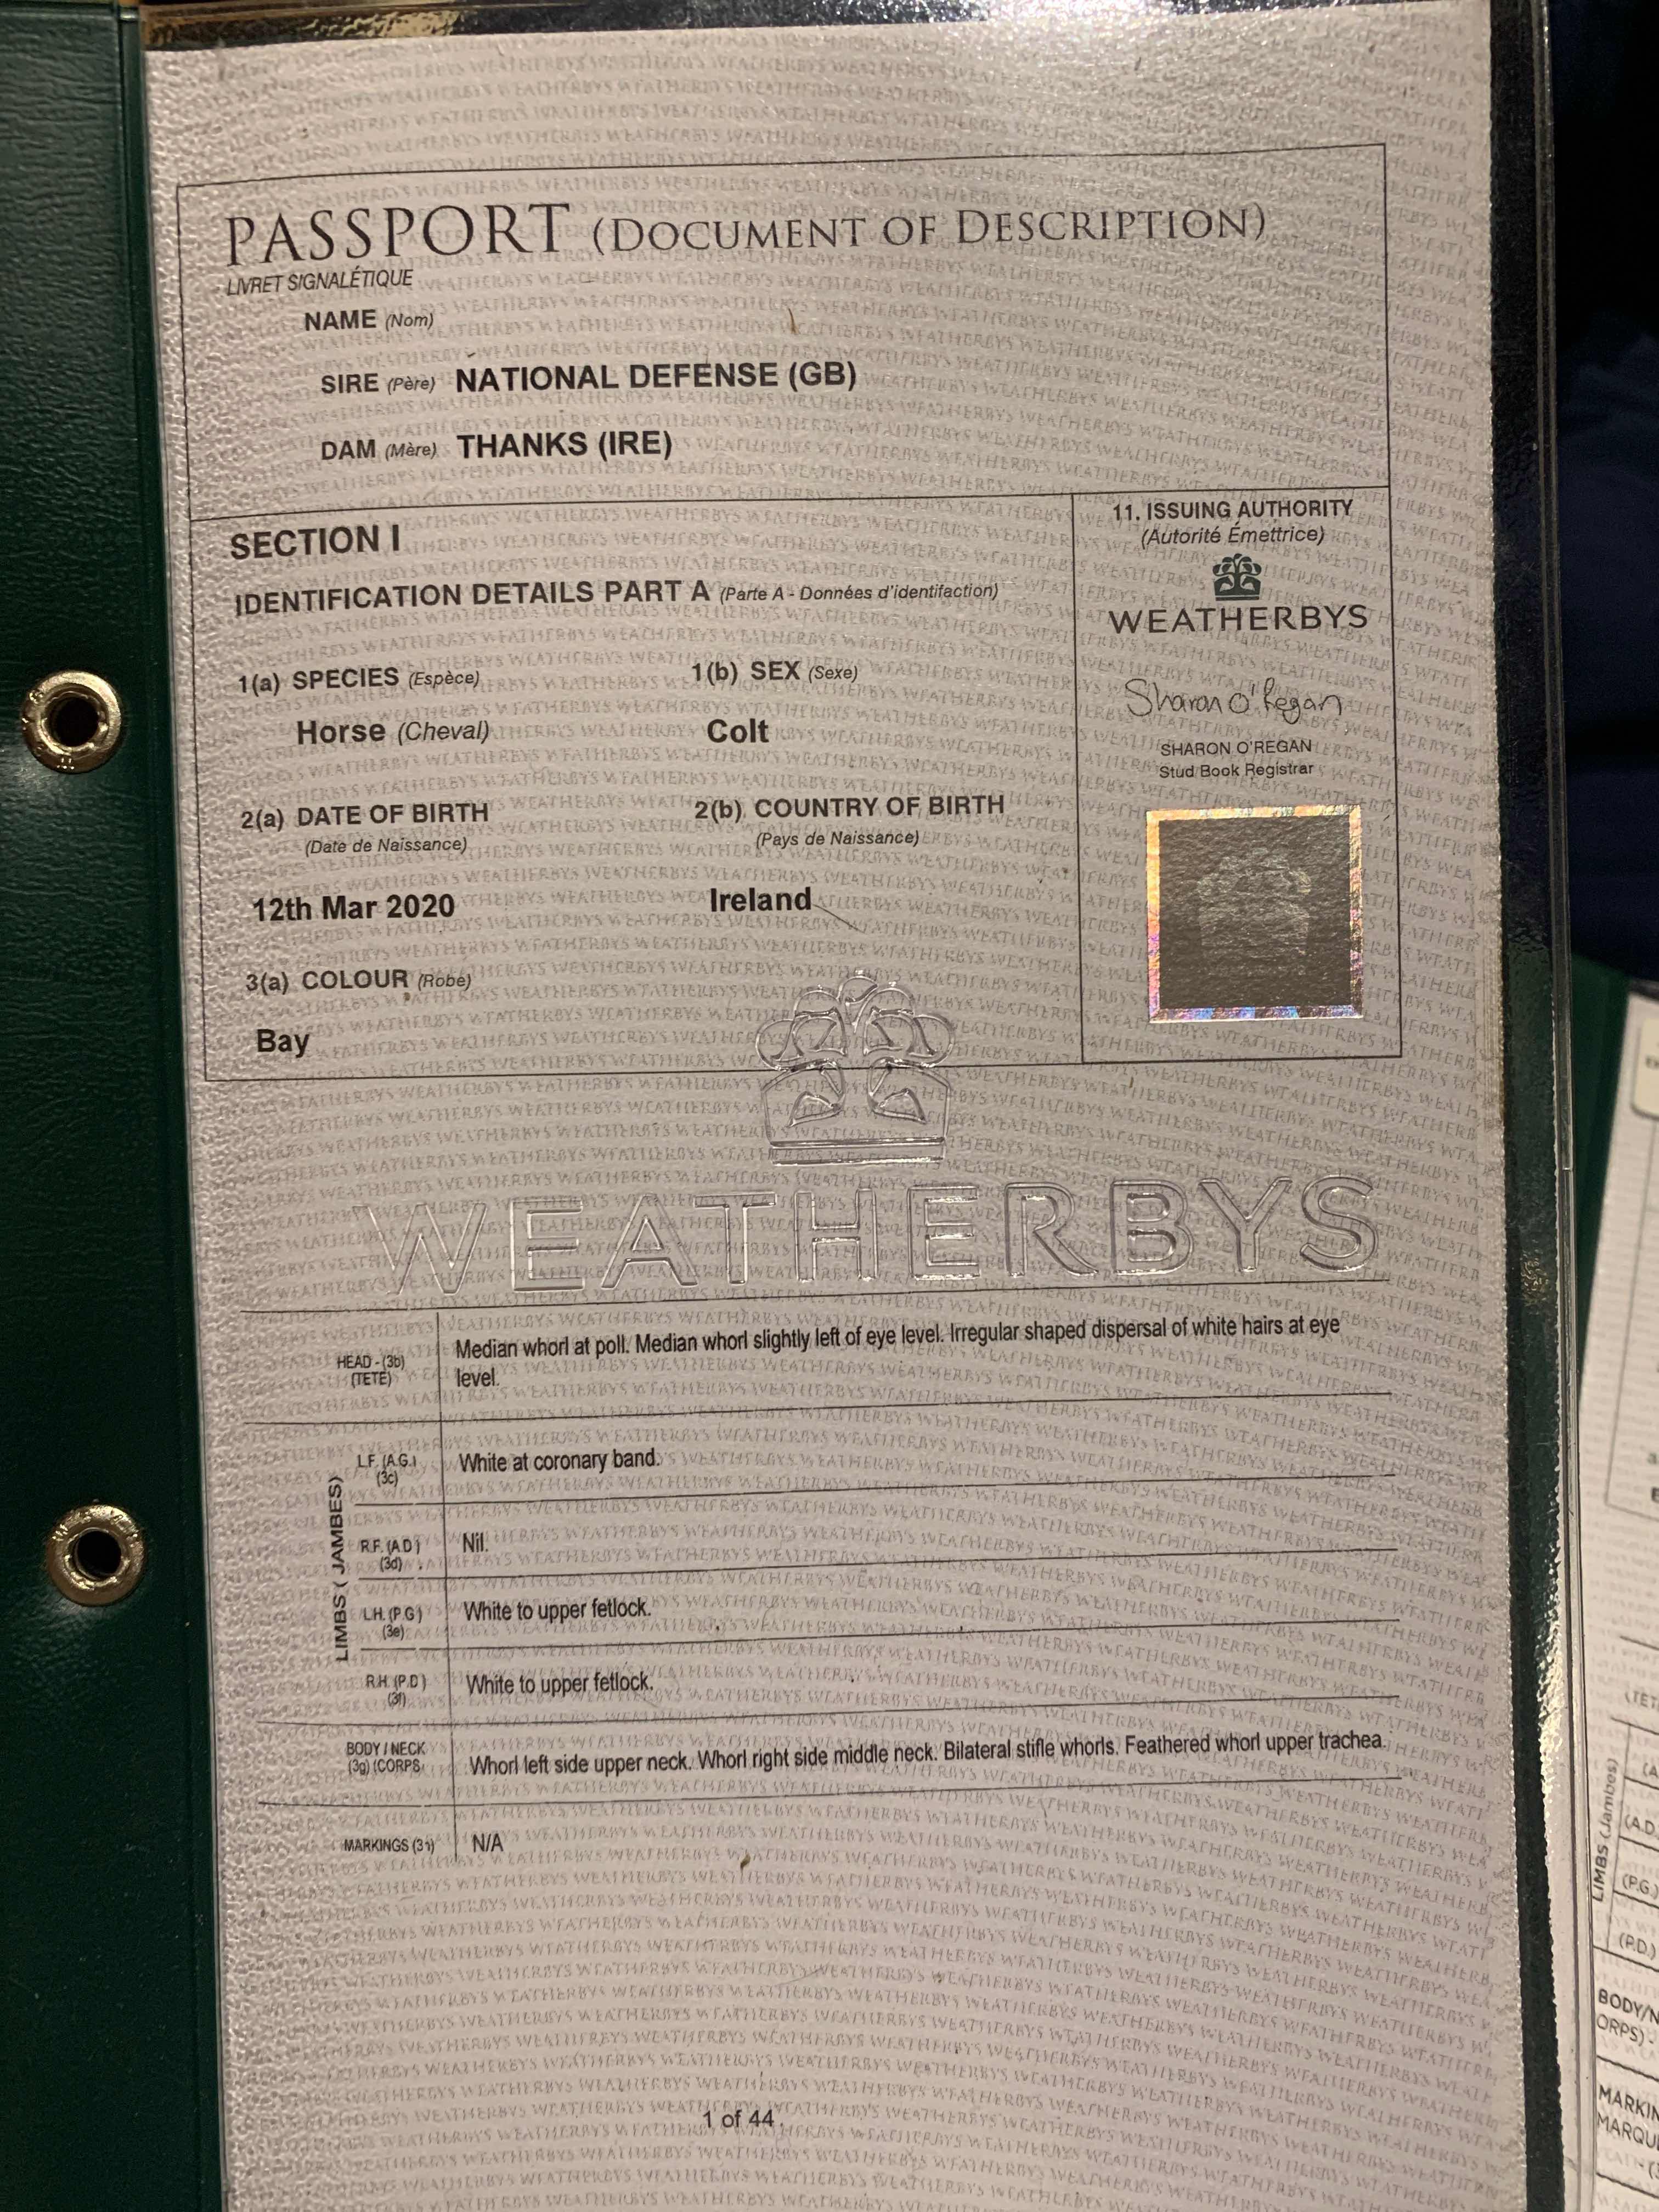 PASSPORT (DOCUMENT OF DESCRIPTION)
LIVRET SIGNALÉTIQUE
NAME (Nom)
SIRE (Père) NATIONAL DEFENSE (GB)
DAM (Mère) THANKS (IRE)
SECTION I
IDENTIFICATION DETAILS PART A (Parte A - Données d'identifaction)
1(a) SPECIES (Espèce) 1(b) SEX (Sexe)
Horse (Cheval) Colt
2(a) DATE OF BIRTH 2(b) COUNTRY OF BIRTH
(Date de Naissance) (Pays de Naissance)
12th Mar 2020 Ireland
3(a) COLOUR (Robe)
Bay
11. ISSUING AUTHORITY
(Autorité Émettrice)
WEATHERBYS
Sharon O'Regan
SHARON O'REGAN
Stud Book Registrar
WEATHERBYS
HEAD - (3b)
(TETE)
Median whorl at poll. Median whorl slightly left of eye level. Irregular shaped dispersal of white hairs at eye
level.
LIMBS ( JAMBES)
L.F. (A.G.)
(3c)
White at coronary band.
R.F. (A.D)
(3d)
Nil.
L.H. (P.G)
(3e)
White to upper fetlock.
R.H. (P.D)
(3f)
White to upper fetlock.
BODY / NECK
(3g) (CORPS
Whorl left side upper neck. Whorl right side middle neck. Bilateral stifle whorls. Feathered whorl upper trachea.
MARKINGS
N/A
1 of 44
LIMBS (Jambes)
(A.D.
(P.G.)
(P.D.)
BODY/N
ORPS)
MARKIN
MARQU